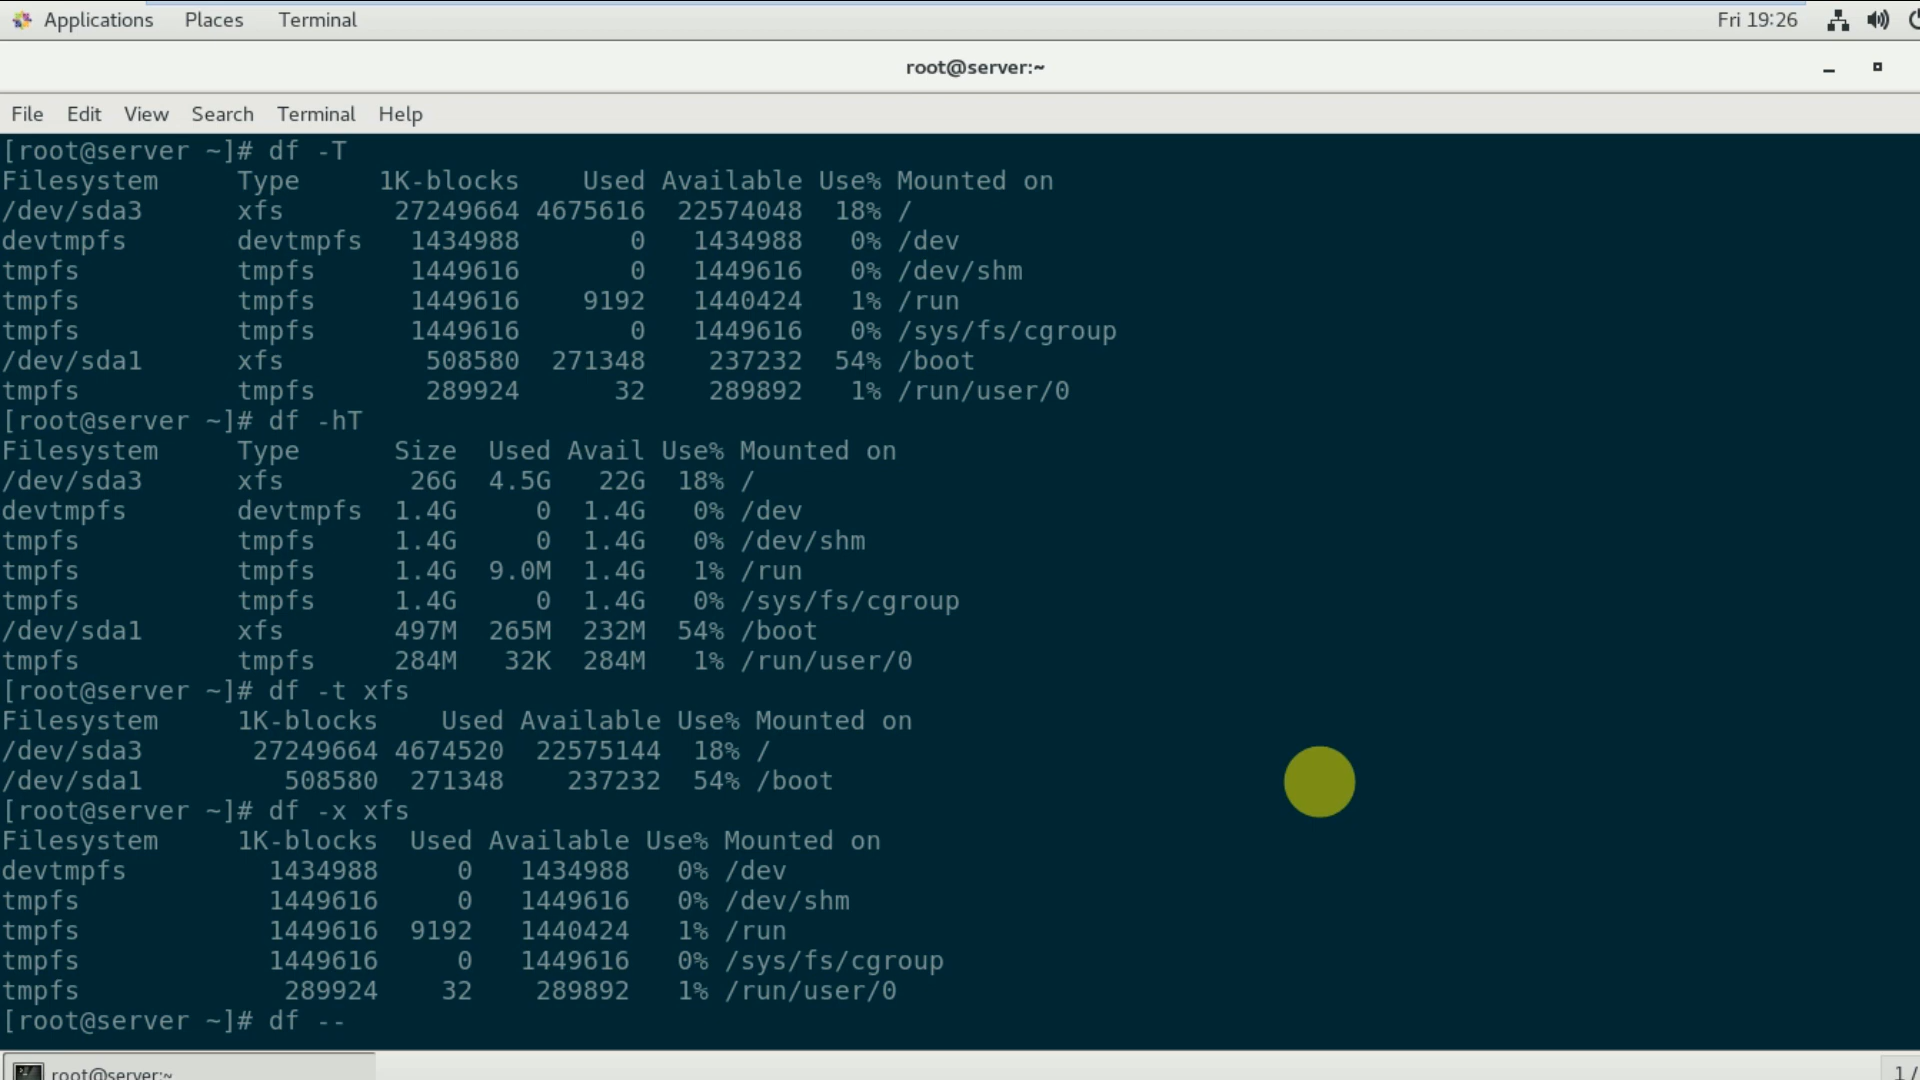 Applications Places Terminal Fri 19:26
root@server:~
File Edit View Search Terminal Help
[root@server ~]# df -T
Filesystem     Type     1K-blocks    Used Available Use% Mounted on
/dev/sda3      xfs       27249664 4675616  22574048  18% /
devtmpfs       devtmpfs   1434988       0   1434988   0% /dev
tmpfs          tmpfs      1449616       0   1449616   0% /dev/shm
tmpfs          tmpfs      1449616    9192   1440424   1% /run
tmpfs          tmpfs      1449616       0   1449616   0% /sys/fs/cgroup
/dev/sda1      xfs         508580  271348    237232  54% /boot
tmpfs          tmpfs       289924      32    289892   1% /run/user/0
[root@server ~]# df -hT
Filesystem     Type      Size  Used Avail Use% Mounted on
/dev/sda3      xfs        26G  4.5G   22G  18% /
devtmpfs       devtmpfs  1.4G     0  1.4G   0% /dev
tmpfs          tmpfs     1.4G     0  1.4G   0% /dev/shm
tmpfs          tmpfs     1.4G  9.0M  1.4G   1% /run
tmpfs          tmpfs     1.4G     0  1.4G   0% /sys/fs/cgroup
/dev/sda1      xfs       497M  265M  232M  54% /boot
tmpfs          tmpfs     284M   32K  284M   1% /run/user/0
[root@server ~]# df -t xfs
Filesystem     1K-blocks    Used Available Use% Mounted on
/dev/sda3       27249664 4674520  22575144  18% /
/dev/sda1         508580  271348    237232  54% /boot
[root@server ~]# df -x xfs
Filesystem     1K-blocks  Used Available Use% Mounted on
devtmpfs         1434988     0   1434988   0% /dev
tmpfs            1449616     0   1449616   0% /dev/shm
tmpfs            1449616  9192   1440424   1% /run
tmpfs            1449616     0   1449616   0% /sys/fs/cgroup
tmpfs             289924    32    289892   1% /run/user/0
[root@server ~]# df --
root@server:~ 1 /